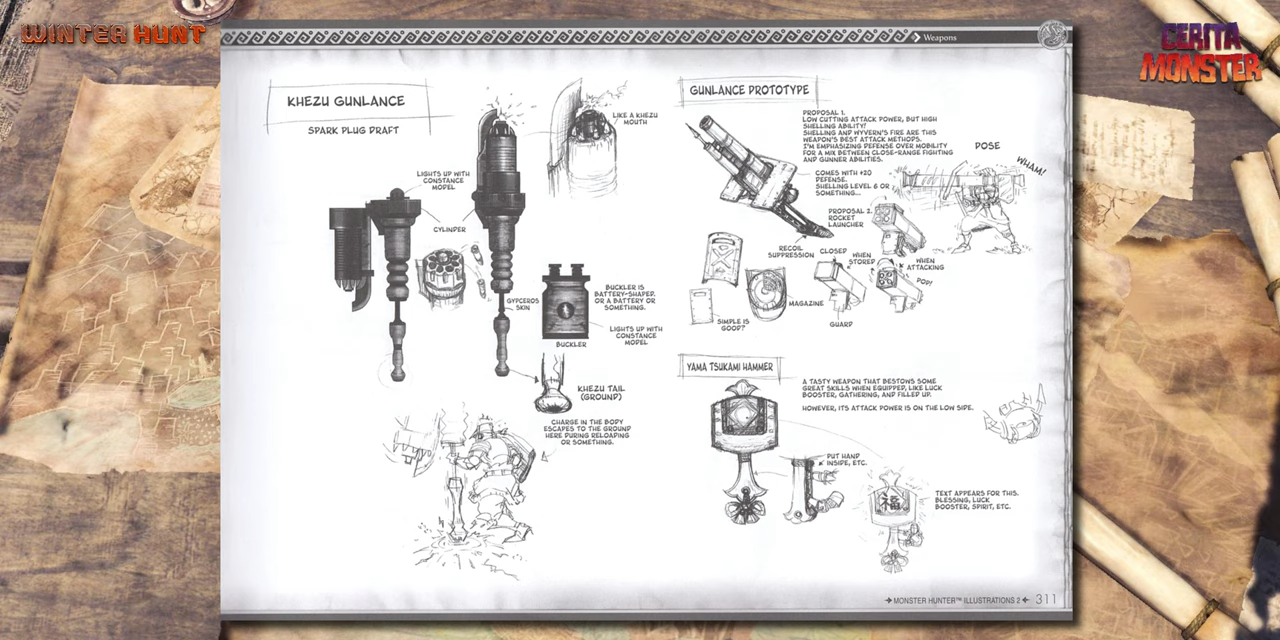 WINTER HUNT
CERITA
MONSTER
Weapons
KHEZU GUNLANCE
SPARK PLUG DRAFT
LIKE A KHEZU
MOUTH
LIGHTS UP WITH
CONSTANCE
MODEL
CYLINDER
GYPCEROS
SKIN
BUCKLER IS
BATTERY-SHAPED.
OR A BATTERY OR
SOMETHING.
LIGHTS UP WITH
CONSTANCE
MODEL
BUCKLER
KHEZU TAIL
(GROUND)
CHARGE IN THE BODY
ESCAPES TO THE GROUND
HERE DURING RELOADING
OR SOMETHING.
GUNLANCE PROTOTYPE
PROPOSAL 1.
LOW CUTTING ATTACK POWER, BUT HIGH
SHELLING ABILITY!
SHELLING AND WYVERN'S FIRE ARE THIS
WEAPON'S BEST ATTACK METHODS.
I'M EMPHASIZING DEFENSE OVER MOBILITY
FOR A MIX BETWEEN CLOSE-RANGE FIGHTING
AND GUNNER ABILITIES.
COMES WITH +20
DEFENSE.
SHELLING LEVEL 6 OR
SOMETHING...
POSE
WHAM!
PROPOSAL 2.
ROCKET
LAUNCHER
RECOIL
SUPPRESSION
CLOSED
WHEN
STORED
WHEN
ATTACKING
POP!
MAGAZINE
GUARD
SIMPLE IS
GOOD?
YAMA TSUKAMI HAMMER
A TASTY WEAPON THAT BESTOWS SOME
GREAT SKILLS WHEN EQUIPPED, LIKE LUCK
BOOSTER, GATHERING, AND FILLED UP.
HOWEVER, ITS ATTACK POWER IS ON THE LOW SIDE.
PUT HAND
INSIDE, ETC.
福
TEXT APPEARS FOR THIS.
BLESSING, LUCK
BOOSTER, SPIRIT, ETC.
MONSTER HUNTER™ ILLUSTRATIONS 2 311